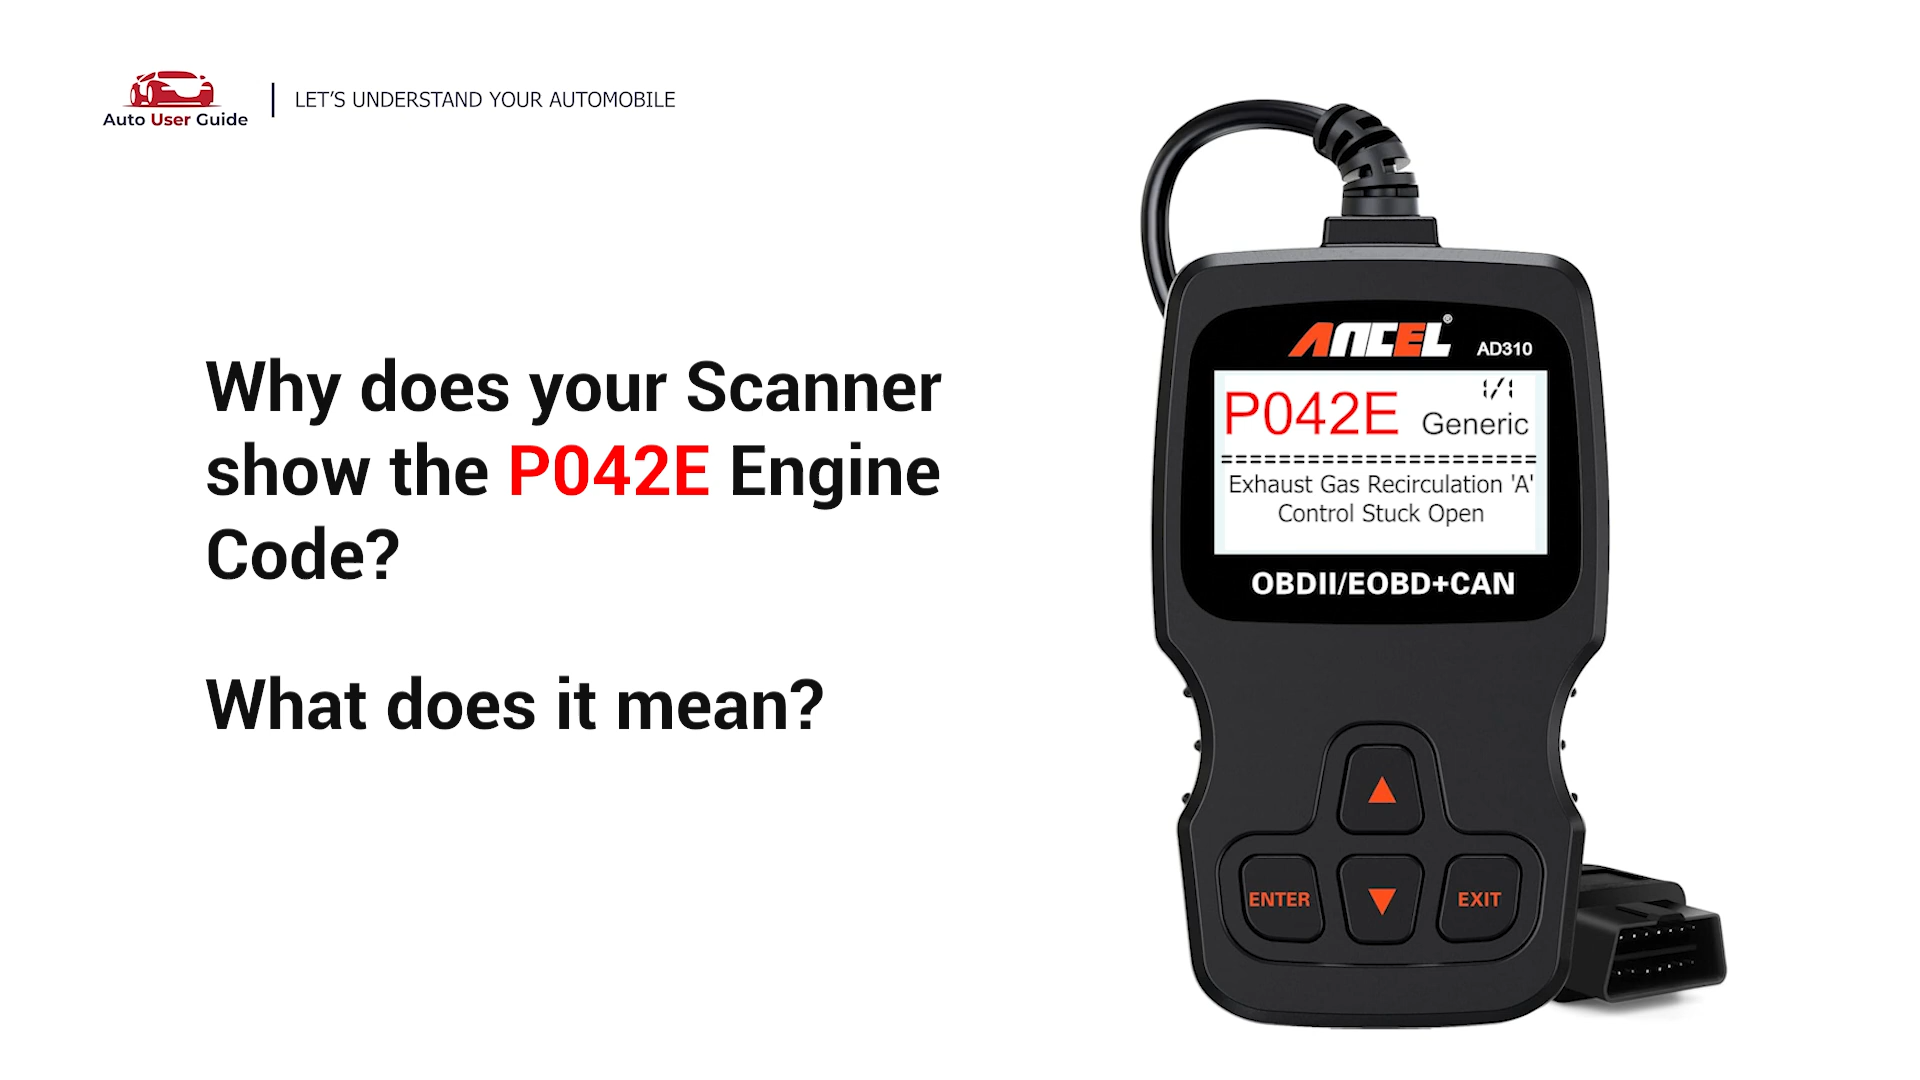 Auto User Guide
LET’S UNDERSTAND YOUR AUTOMOBILE
Why does your Scanner
show the P042E Engine
Code?
What does it mean?
ANCEL®
AD310
P042E
1/1
Generic
======================
Exhaust Gas Recirculation 'A'
Control Stuck Open
OBDII/EOBD+CAN
ENTER
EXIT